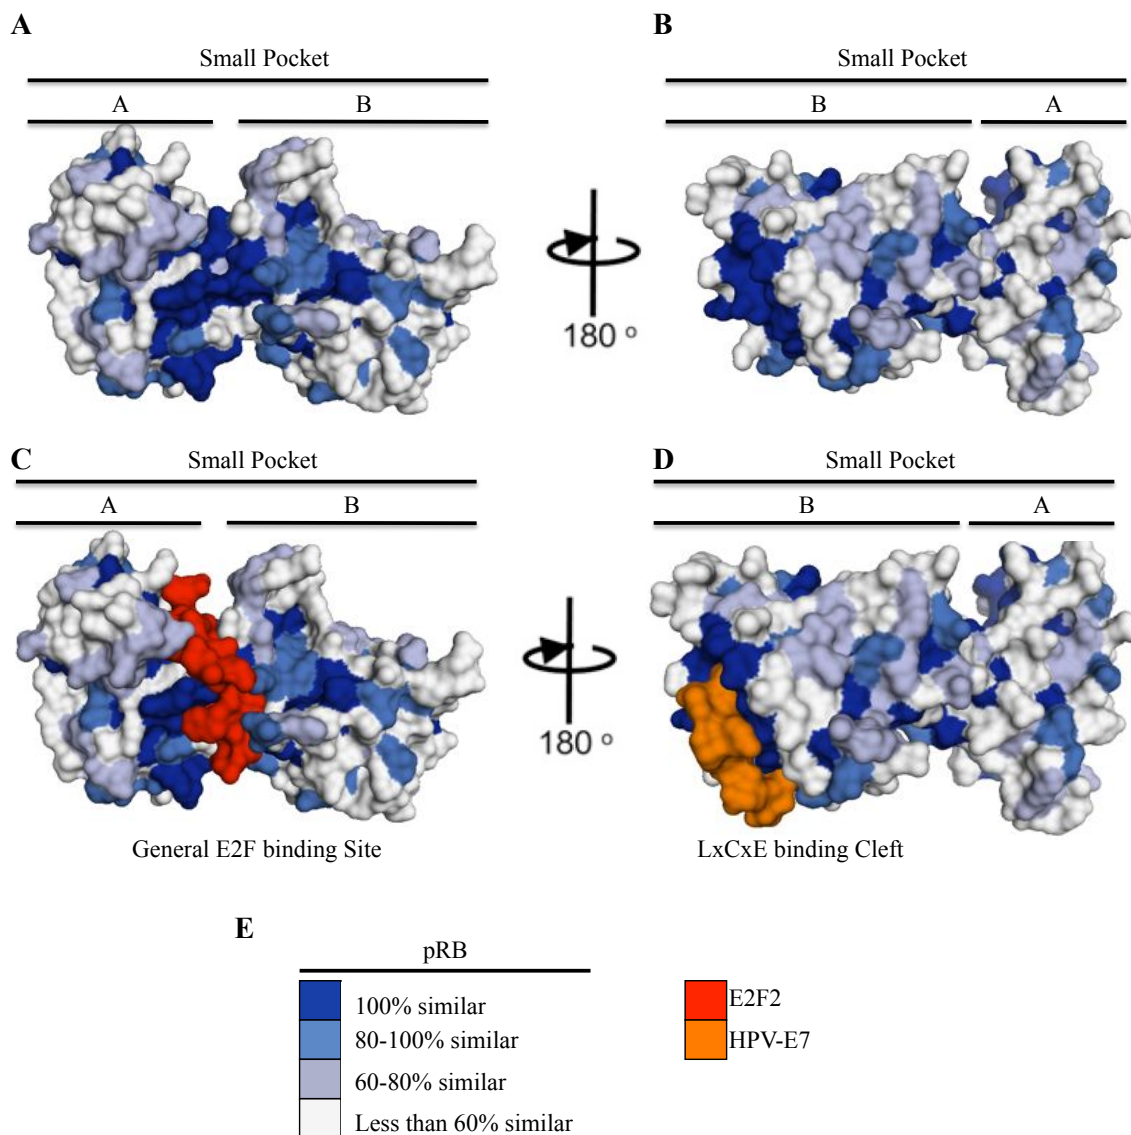 A
Small Pocket
A B
B
Small Pocket
B A
180 o
C
Small Pocket
A B
General E2F binding Site
D
Small Pocket
B A
LxCxE binding Cleft
180 o
E
pRB
100% similar
80-100% similar
60-80% similar
Less than 60% similar
E2F2
HPV-E7